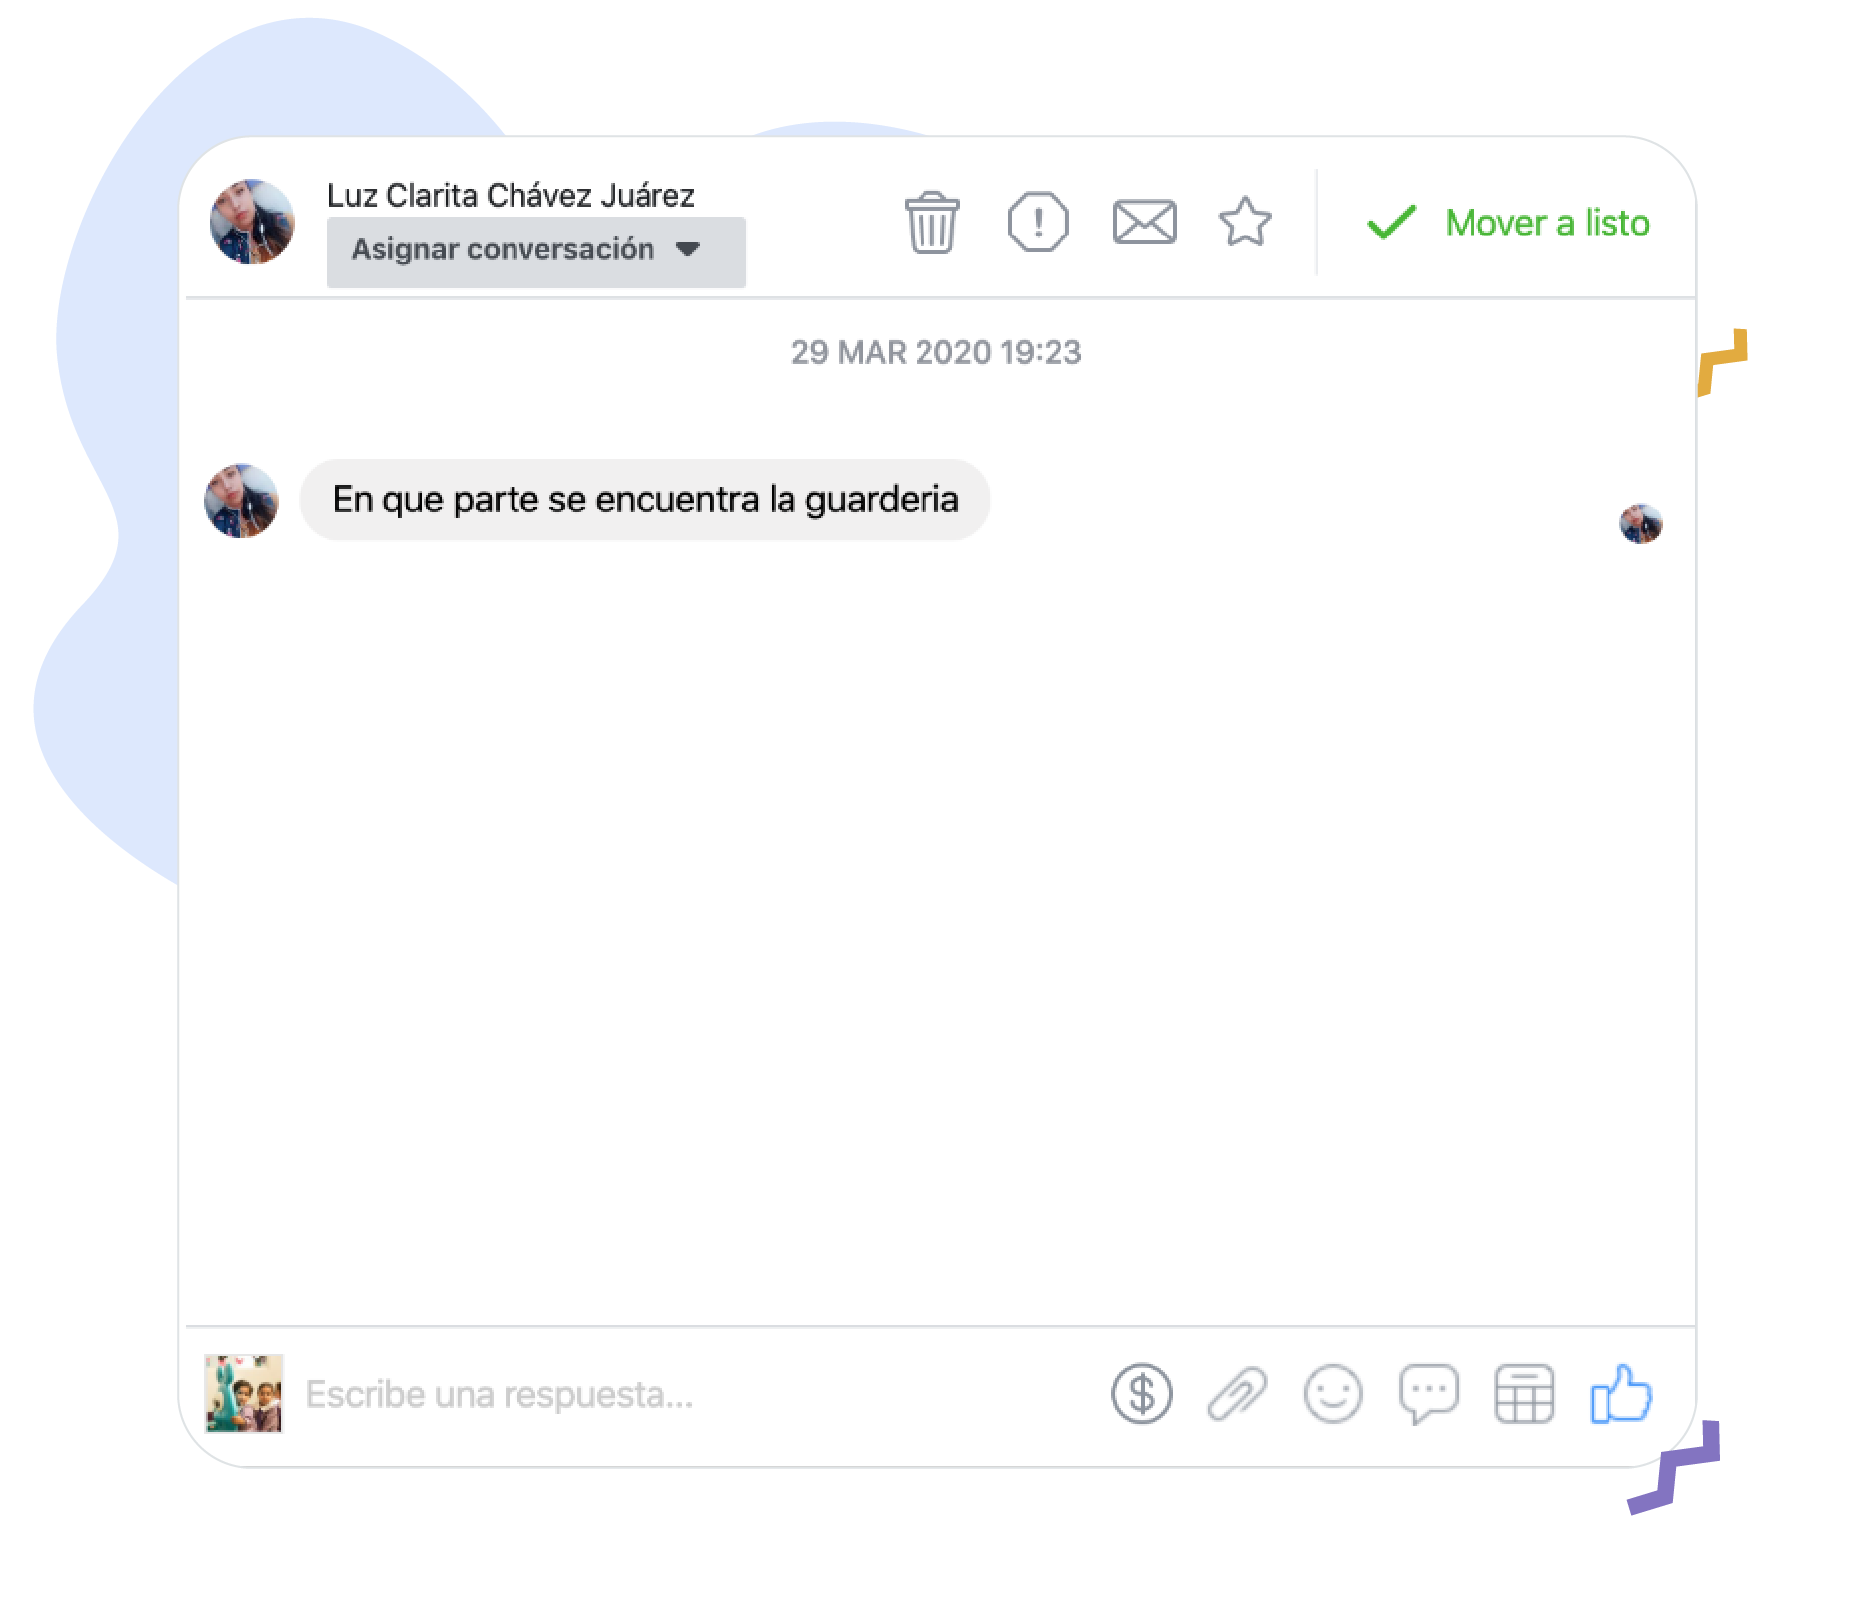 Luz Clarita Chávez Juárez
Asignar conversación
Mover a listo
29 MAR 2020 19:23
En que parte se encuentra la guarderia
Escribe una respuesta...